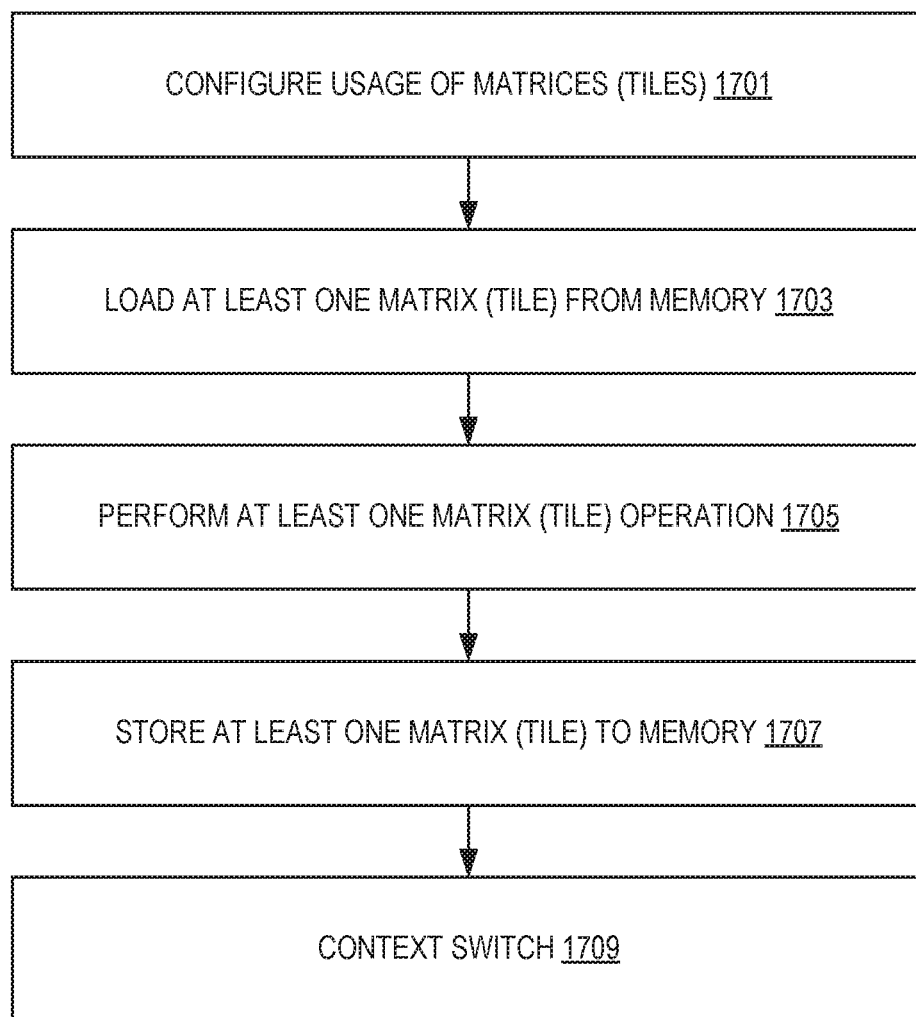 CONFIGURE USAGE OF MATRICES (TILES) 1701
LOAD AT LEAST ONE MATRIX (TILE) FROM MEMORY 1703
PERFORM AT LEAST ONE MATRIX (TILE) OPERATION 1705
STORE AT LEAST ONE MATRIX (TILE) TO MEMORY 1707
CONTEXT SWITCH 1709